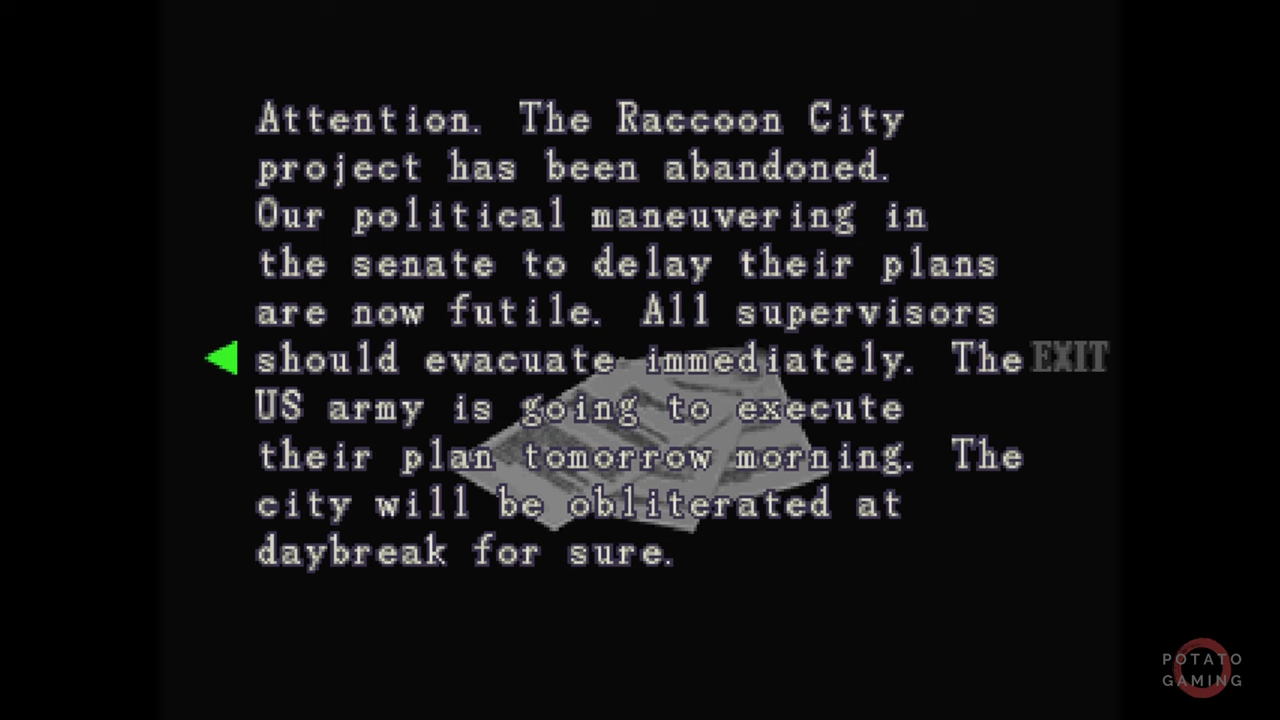 Attention. The Raccoon City
project has been abandoned.
Our political maneuvering in
the senate to delay their plans
are now futile. All supervisors
should evacuate immediately. The
EXIT
US army is going to execute
their plan tomorrow morning. The
city will be obliterated at
daybreak for sure.
POTATO
GAMING